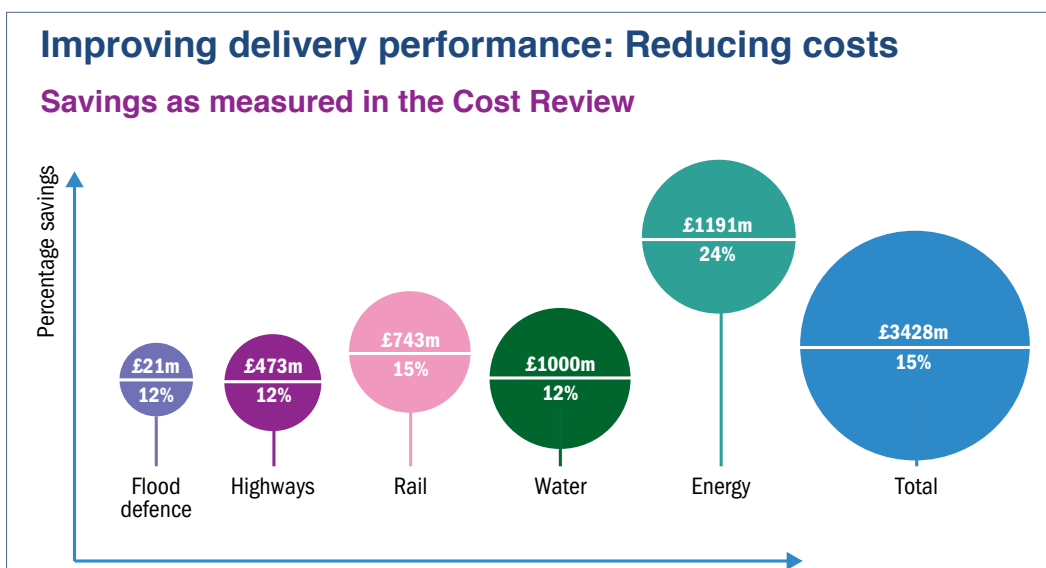 Improving delivery performance: Reducing costs
Savings as measured in the Cost Review
Percentage savings
£21m
12%
£473m
12%
£743m
15%
£1000m
12%
£1191m
24%
£3428m
15%
Flood
defence
Highways
Rail
Water
Energy
Total